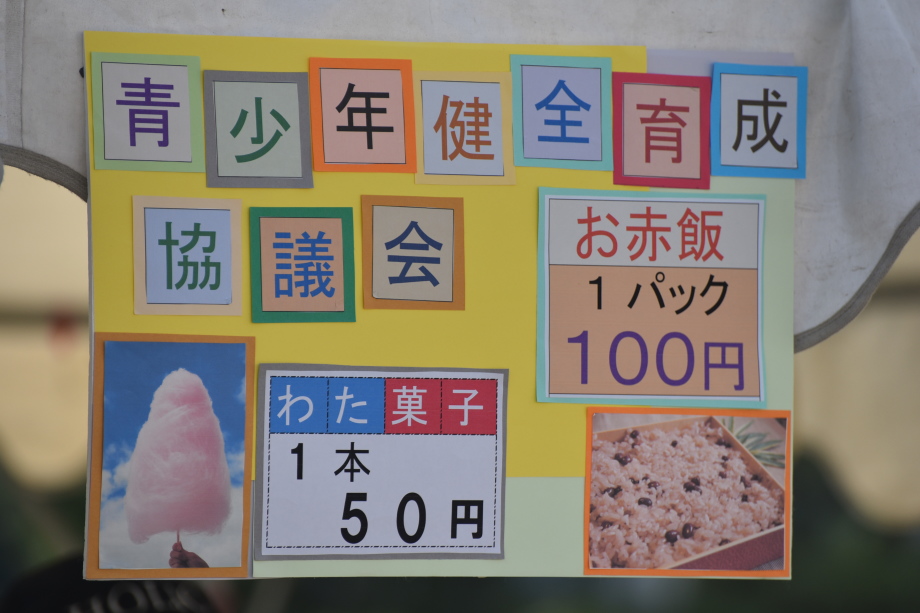 青少年健全育成
協議会
お赤飯
1パック
100円
わた菓子
1本
50円